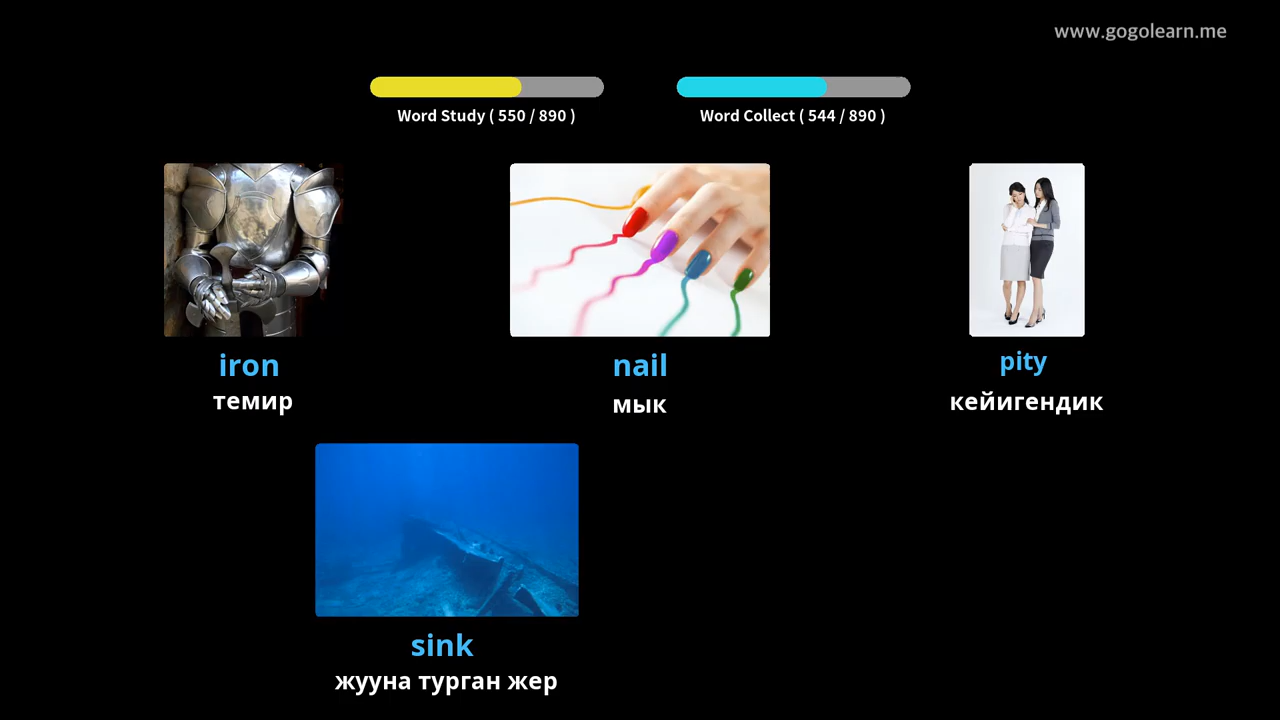 www.gogolearn.me
Word Study ( 550 / 890 )
Word Collect ( 544 / 890 )
iron
темир
nail
мык
pity
кейигендик
sink
жууна турган жер